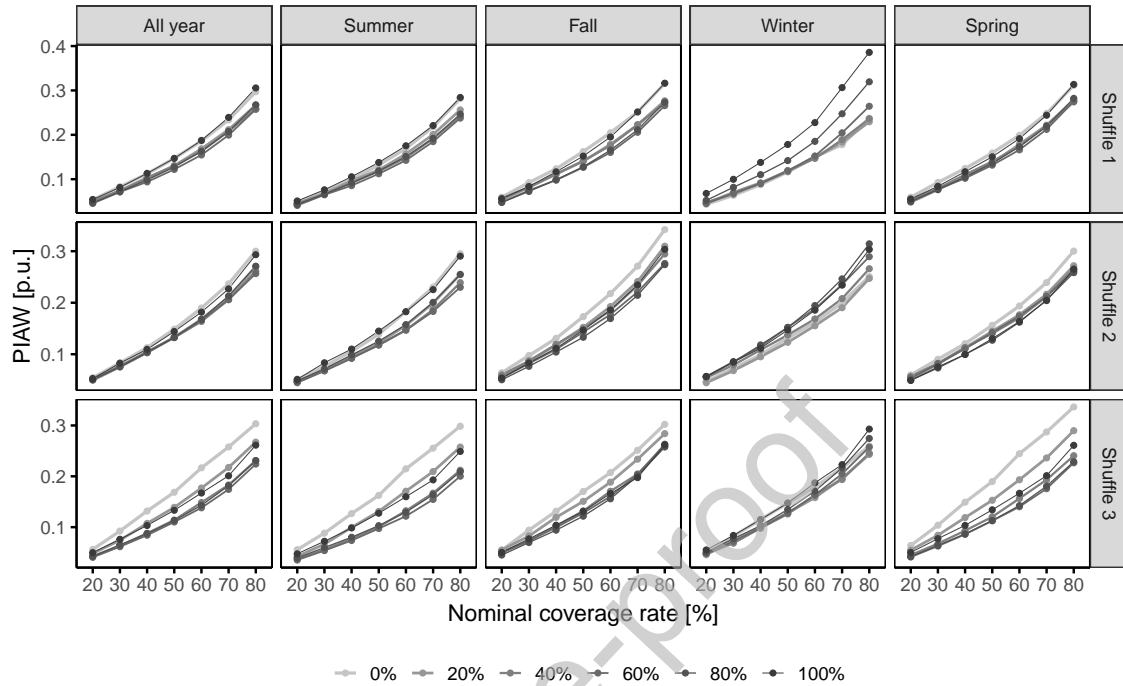 All year Summer Fall Winter Spring
0.4
0.3
0.2
0.1
Shuffle 1
0.3
0.2
0.1
Shuffle 2
0.3
0.2
0.1
Shuffle 3
PIAW [p.u.]
20 30 40 50 60 70 80 20 30 40 50 60 70 80 20 30 40 50 60 70 80 20 30 40 50 60 70 80 20 30 40 50 60 70 80
Nominal coverage rate [%]
0% 20% 40% 60% 80% 100%
e-proof